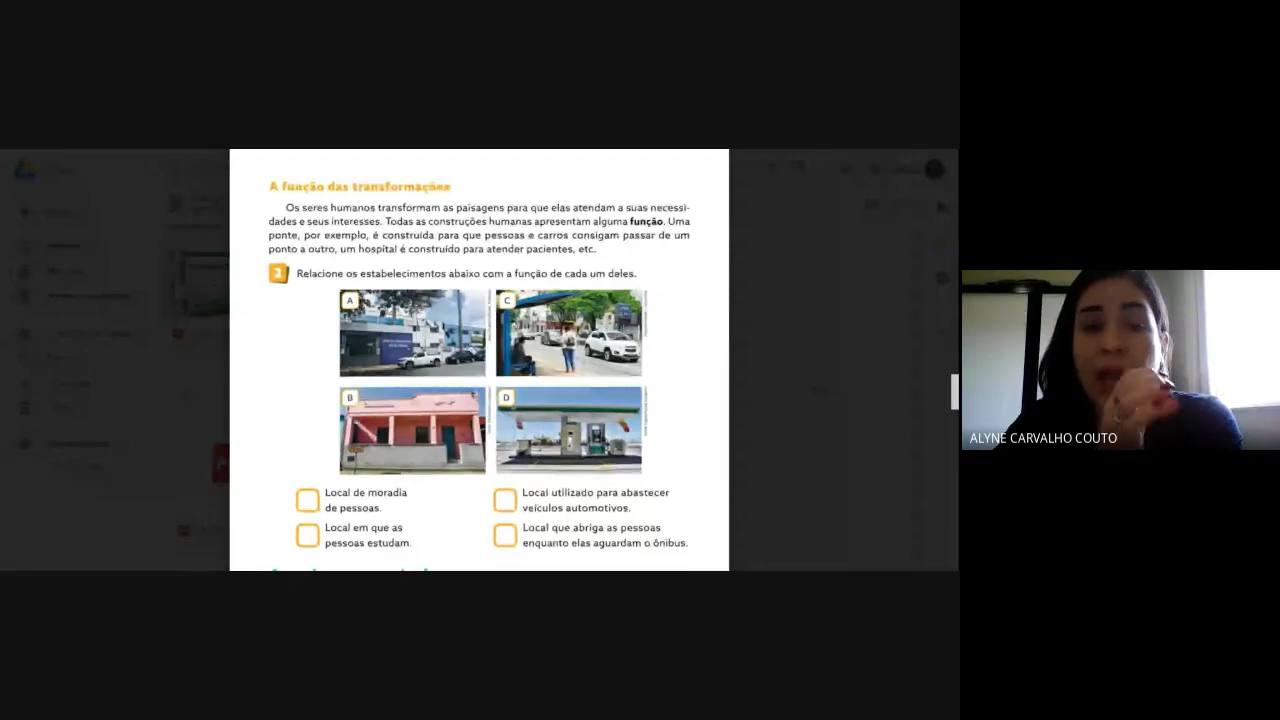 A função das transformações
Os seres humanos transformam as paisagens para que elas atendam a suas necessi-
dades e seus interesses. Todas as construções humanas apresentam alguma função. Uma
ponte, por exemplo, é construída para que pessoas e carros consigam passar de um
ponto a outro, um hospital é construído para atender pacientes, etc.
3 Relacione os estabelecimentos abaixo com a função de cada um deles.
A
C
B
D
Local de moradia
de pessoas.
Local utilizado para abastecer
veículos automotivos.
Local em que as
pessoas estudam.
Local que abriga as pessoas
enquanto elas aguardam o ônibus.
ALYNE CARVALHO COUTO